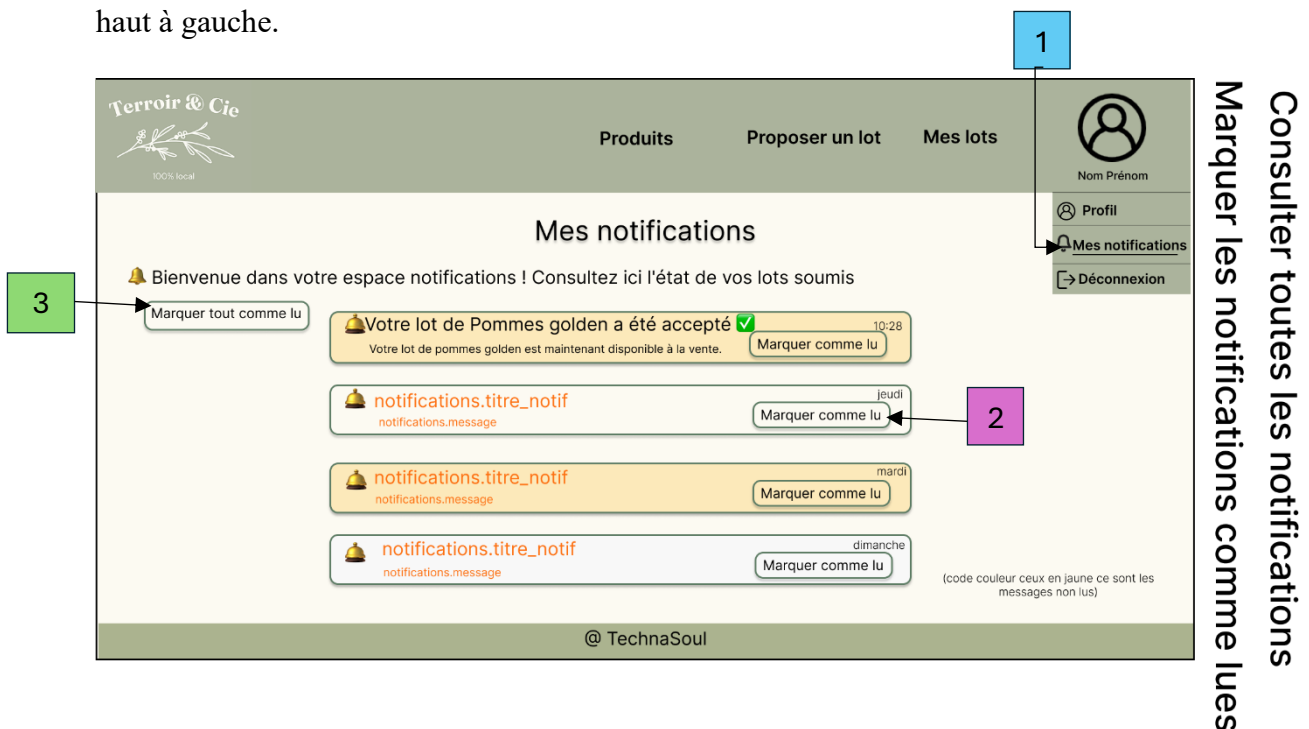 haut à gauche.
1
Terroir & Cie
100% local
Produits
Proposer un lot
Mes lots
Nom Prénom
Profil
Mes notifications
Déconnexion
Mes notifications
Bienvenue dans votre espace notifications ! Consultez ici l'état de vos lots soumis
3
Marquer tout comme lu
Votre lot de Pommes golden a été accepté ✅
10:28
Votre lot de pommes golden est maintenant disponible à la vente.
Marquer comme lu
notifications.titre_notif
jeudi
notifications.message
Marquer comme lu
2
notifications.titre_notif
mardi
notifications.message
Marquer comme lu
notifications.titre_notif
dimanche
notifications.message
Marquer comme lu
(code couleur ceux en jaune ce sont les
messages non lus)
@ TechnaSoul
Consulter toutes les notifications
Marquer les notifications comme lues